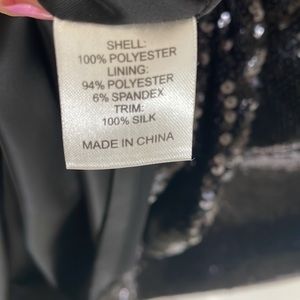 SHELL:
100% POLYESTER
LINING:
94% POLYESTER
6% SPANDEX
TRIM:
100% SILK
MADE IN CHINA